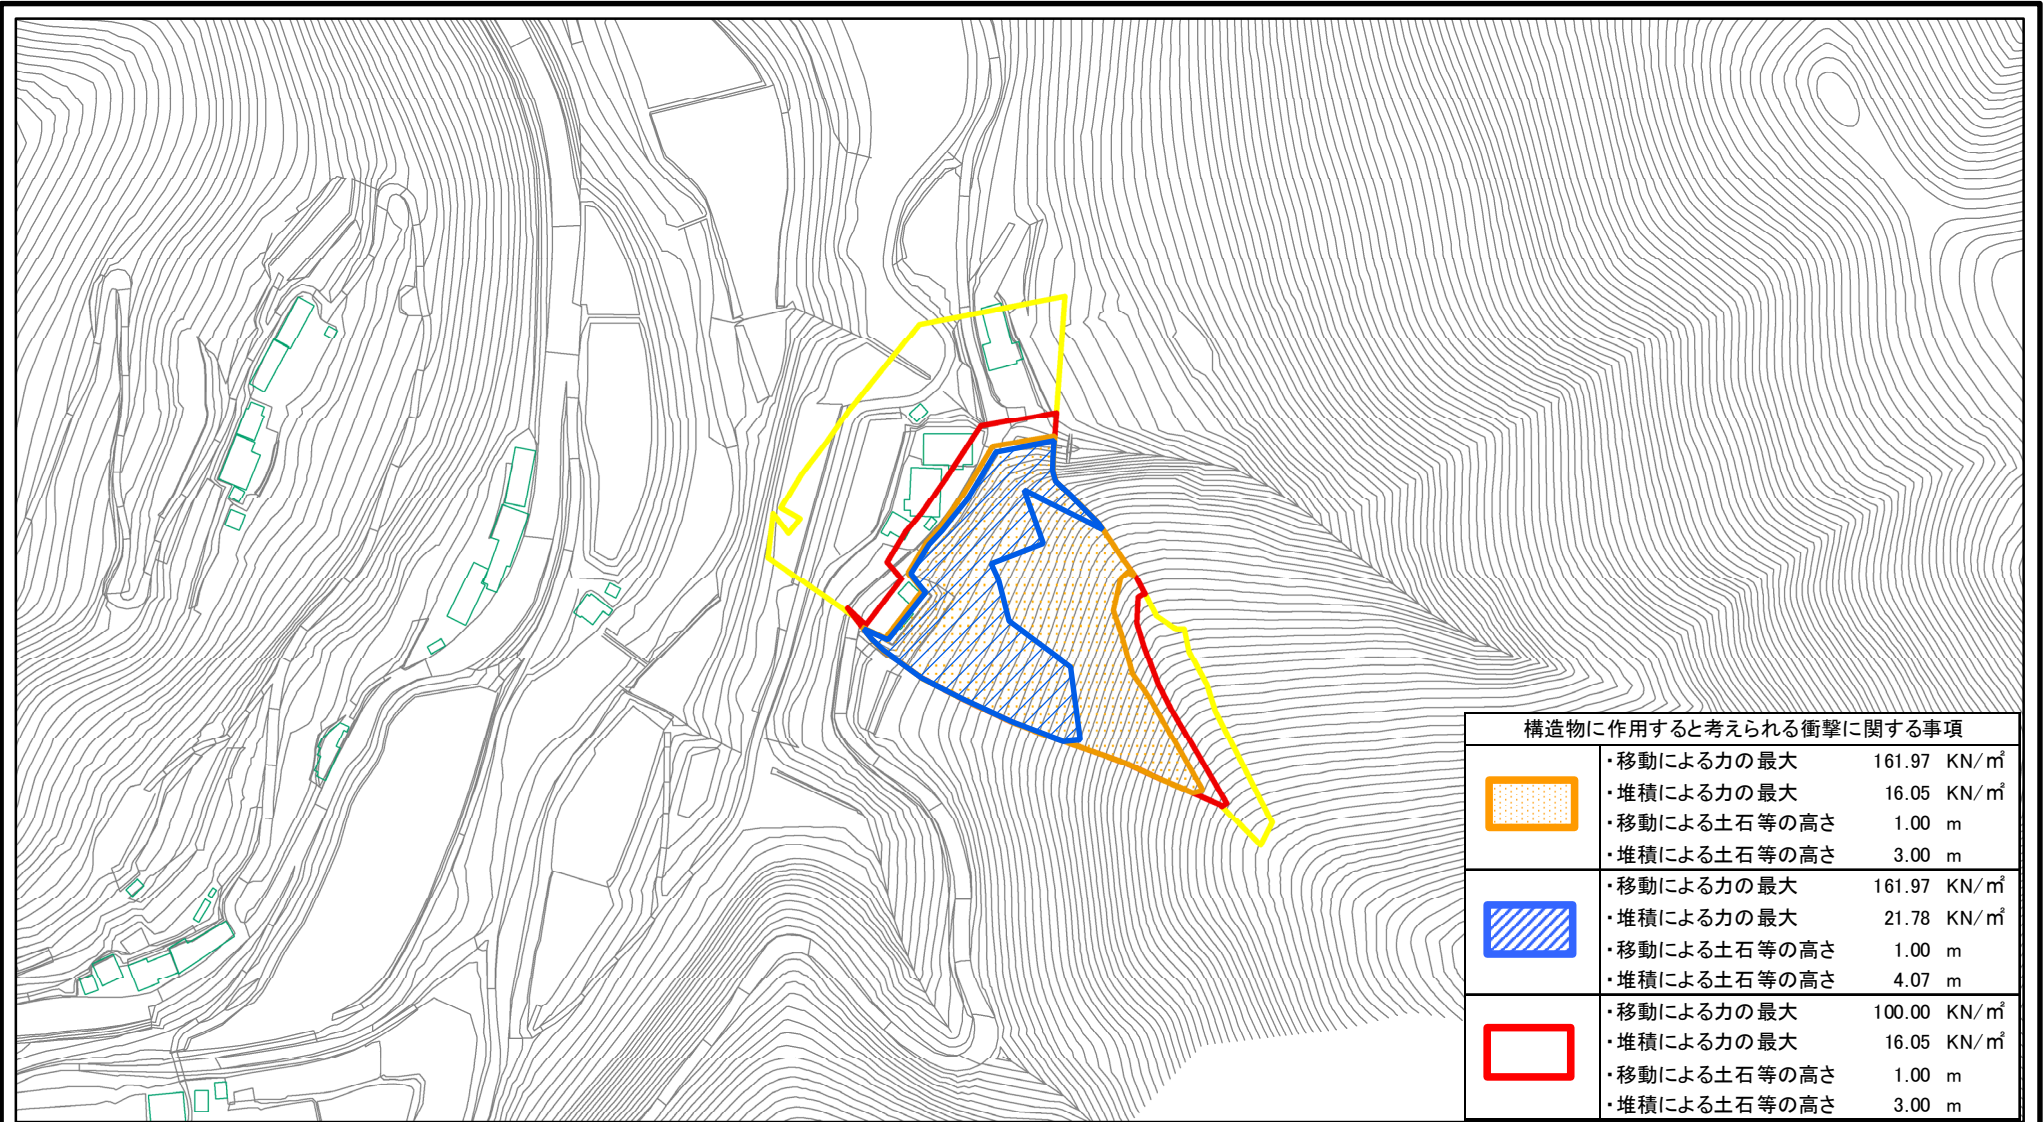 構造物に作用すると考えられる衝撃に関する事項
・移動による力の最大 161.97 KN/㎡
・堆積による力の最大 16.05 KN/㎡
・移動による土石等の高さ 1.00 m
・堆積による土石等の高さ 3.00 m
・移動による力の最大 161.97 KN/㎡
・堆積による力の最大 21.78 KN/㎡
・移動による土石等の高さ 1.00 m
・堆積による土石等の高さ 4.07 m
・移動による力の最大 100.00 KN/㎡
・堆積による力の最大 16.05 KN/㎡
・移動による土石等の高さ 1.00 m
・堆積による土石等の高さ 3.00 m